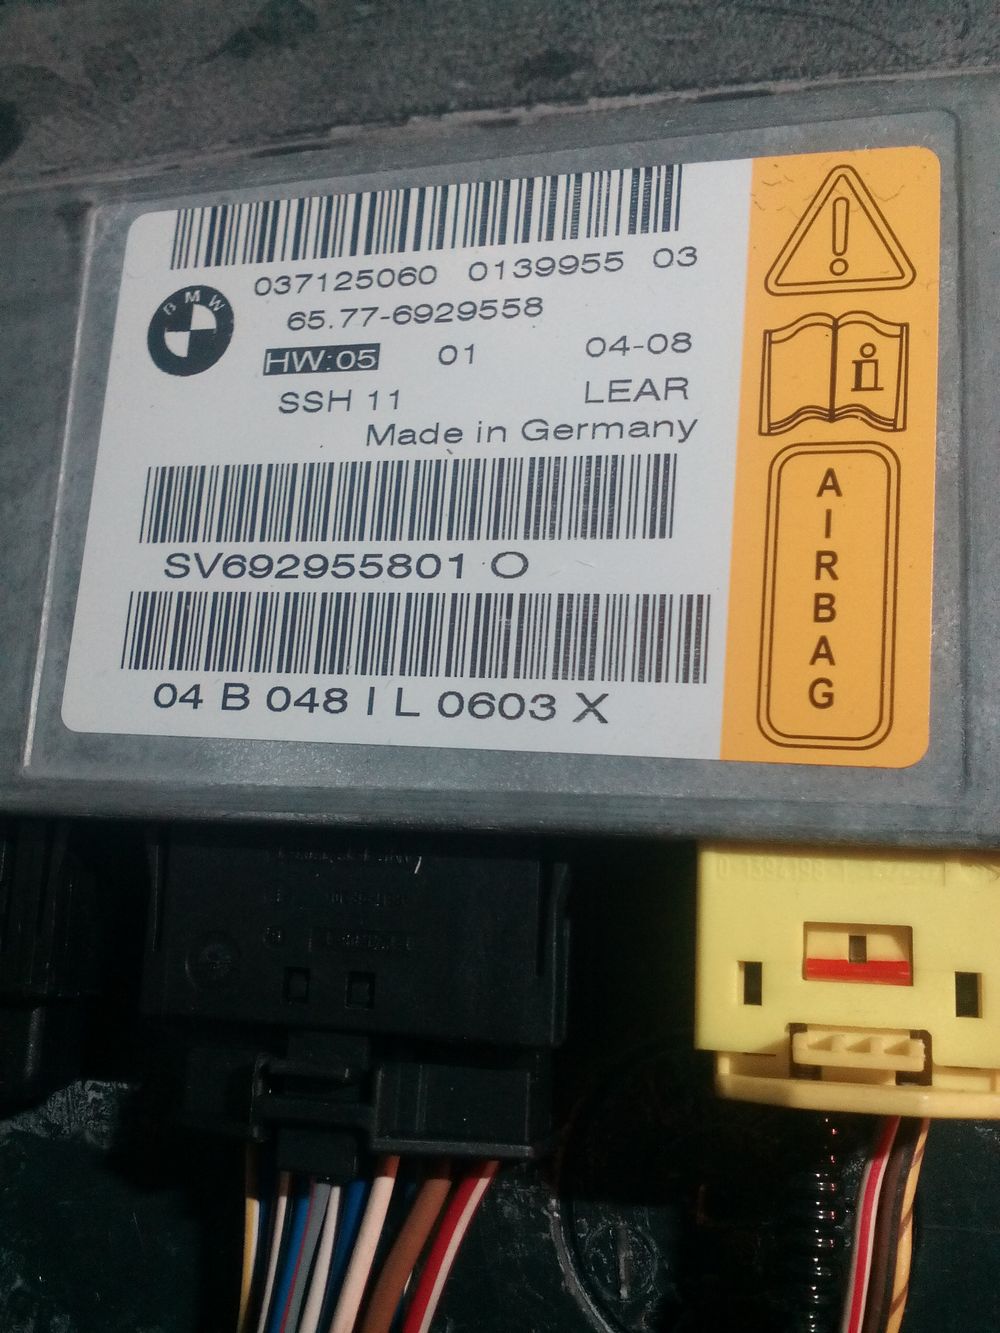 037125060 0139955 03
BMW
65.77-6929558
HW:05 01 04-08
SSH 11 LEAR
Made in Germany
SV692955801 O
04 B 048 I L 0603 X
i
AIRBAG